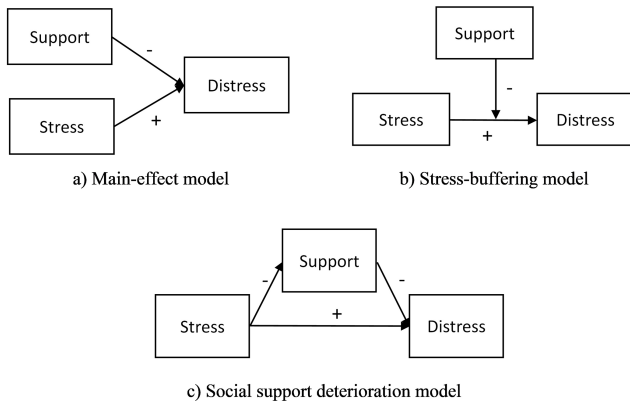 Support
-
Distress
Stress
+
a) Main-effect model
Support
-
Stress
Distress
+
b) Stress-buffering model
Support
-
-
Stress
+
Distress
c) Social support deterioration model